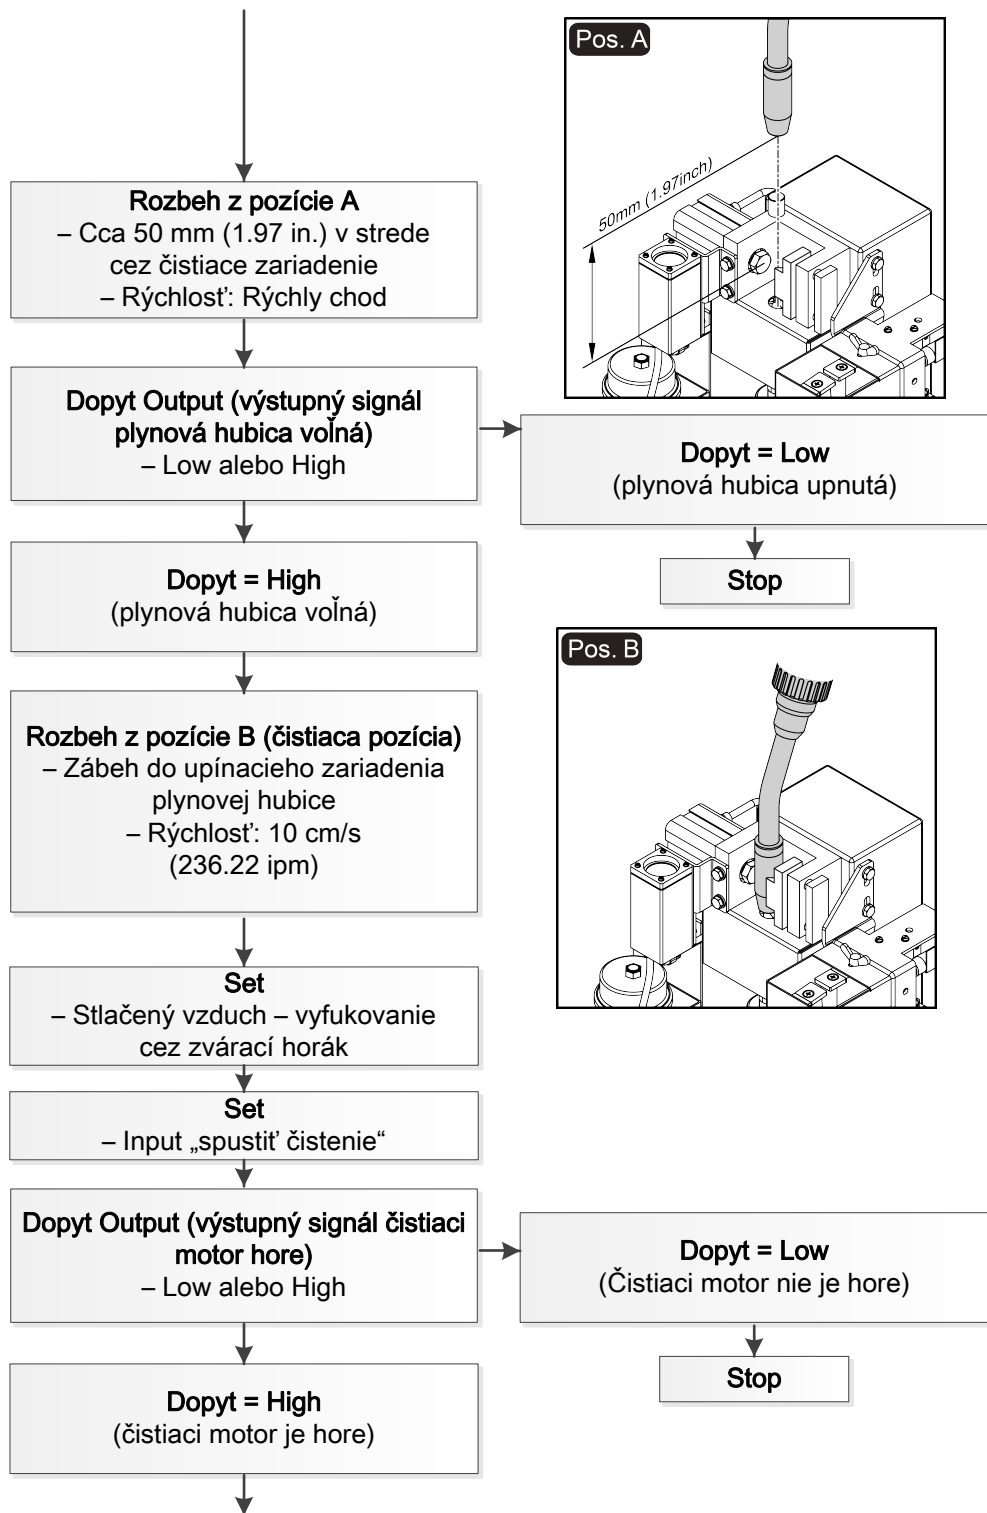 Pos. A
50mm (1.97inch)
Rozbeh z pozície A
– Cca 50 mm (1.97 in.) v strede
cez čistiace zariadenie
– Rýchlosť: Rýchly chod
Dopyt Output (výstupný signál
plynová hubica voľná)
– Low alebo High
Dopyt = Low
(plynová hubica upnutá)
Stop
Dopyt = High
(plynová hubica voľná)
Pos. B
Rozbeh z pozície B (čistiaca pozícia)
– Zábeh do upínacieho zariadenia
plynovej hubice
– Rýchlosť: 10 cm/s
(236.22 ipm)
Set
– Stlačený vzduch – vyfukovanie
cez zvárací horák
Set
– Input „spustiť čistenie“
Dopyt Output (výstupný signál čistiaci
motor hore)
– Low alebo High
Dopyt = Low
(Čistiaci motor nie je hore)
Stop
Dopyt = High
(čistiaci motor je hore)